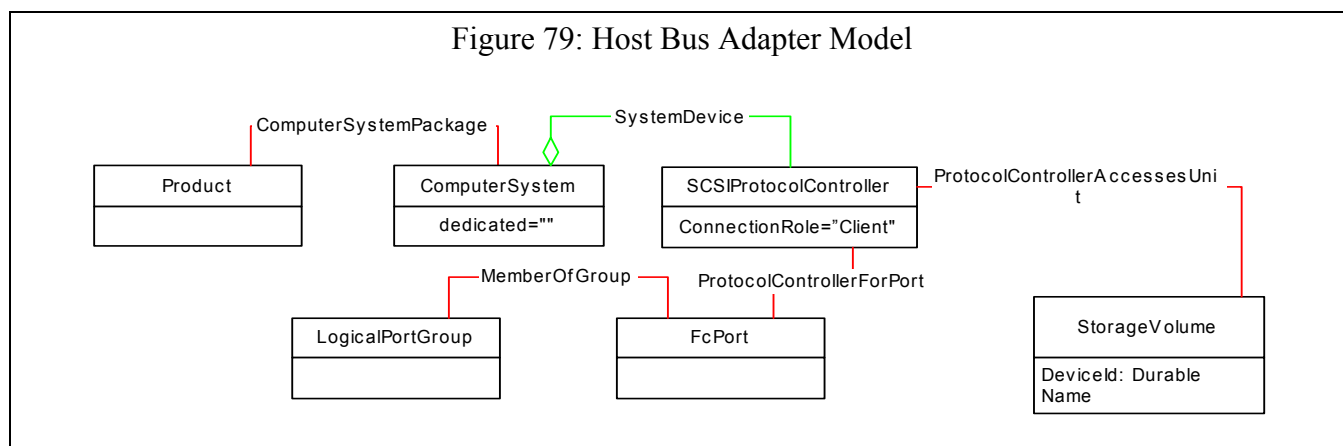 Figure 79: Host Bus Adapter Model
ComputerSystemPackage
SystemDevice
Product
ComputerSystem
dedicated=""
SCSIProtocolController
ConnectionRole=”Client"
ProtocolControllerAccessesUni
t
MemberOfGroup
ProtocolControllerForPort
LogicalPortGroup
FcPort
StorageVolume
DeviceId: Durable
Name